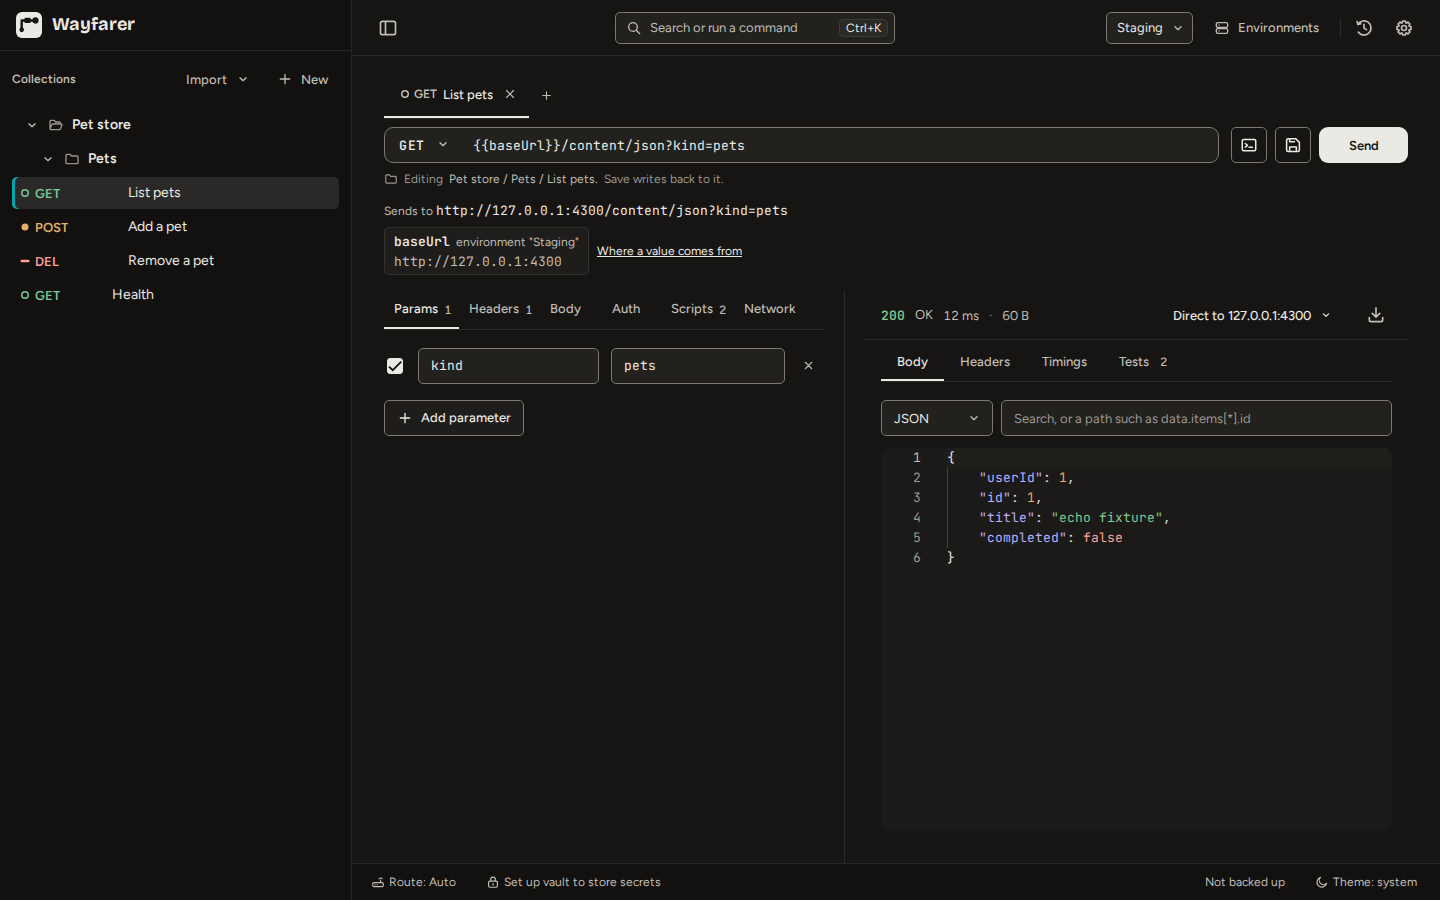 Wayfarer
Search or run a command Ctrl+K
Staging
Environments
Collections
Import
New
Pet store
Pets
GET List pets
POST Add a pet
DEL Remove a pet
GET Health
GET List pets
GET {{baseUrl}}/content/json?kind=pets
Send
Editing Pet store / Pets / List pets. Save writes back to it.
Sends to http://127.0.0.1:4300/content/json?kind=pets
baseUrl environment "Staging"
http://127.0.0.1:4300
Where a value comes from
Params 1 Headers 1 Body Auth Scripts 2 Network
kind pets
Add parameter
200 OK 12 ms · 60 B
Direct to 127.0.0.1:4300
Body Headers Timings Tests 2
JSON
Search, or a path such as data.items[*].id
1 {
2 "userId": 1,
3 "id": 1,
4 "title": "echo fixture",
5 "completed": false
6 }
Route: Auto
Set up vault to store secrets
Not backed up
Theme: system